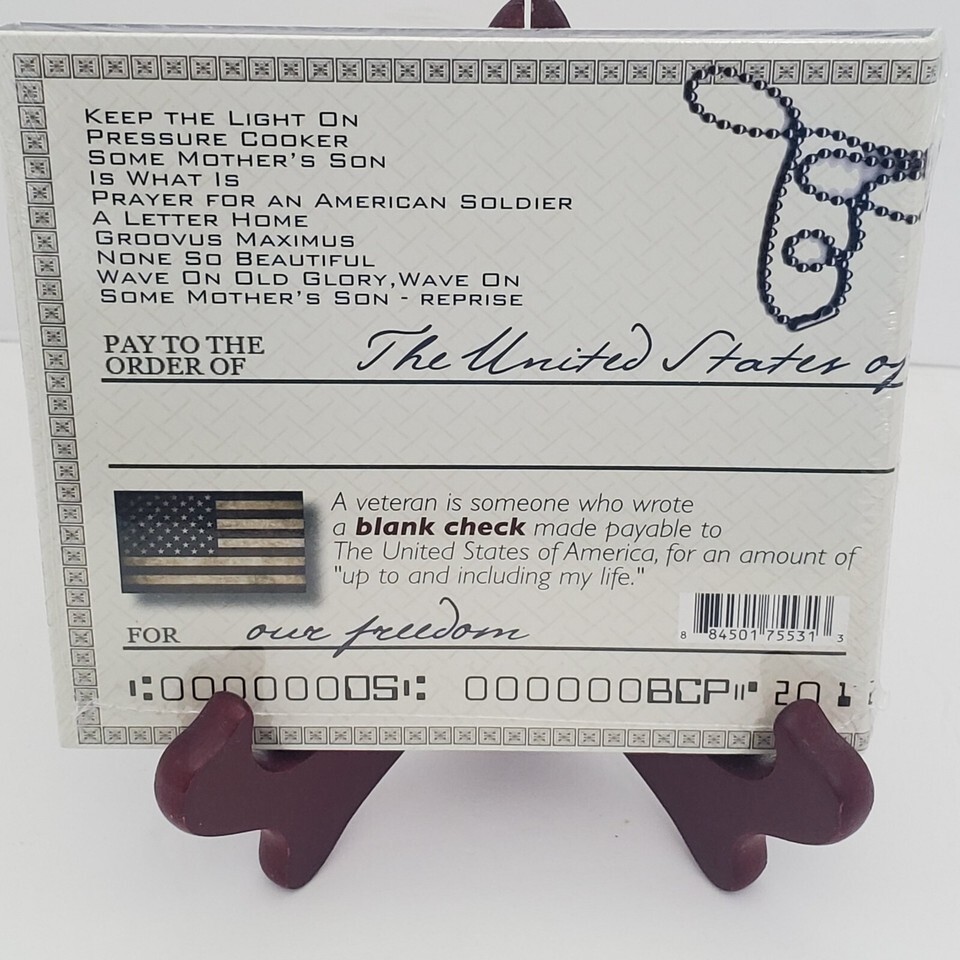 KEEP THE LIGHT ON
PRESSURE COOKER
SOME MOTHER'S SON
IS WHAT IS
PRAYER FOR AN AMERICAN SOLDIER
A LETTER HOME
GROOVUS MAXIMUS
NONE SO BEAUTIFUL
WAVE ON OLD GLORY, WAVE ON
SOME MOTHER'S SON - REPRISE
PAY TO THE
ORDER OF The United States of
A veteran is someone who wrote
a blank check made payable to
The United States of America, for an amount of
"up to and including my life."
8 84501 75531 3
FOR our freedom
⑆000000DS⑆ 000000BCP⑈ 201